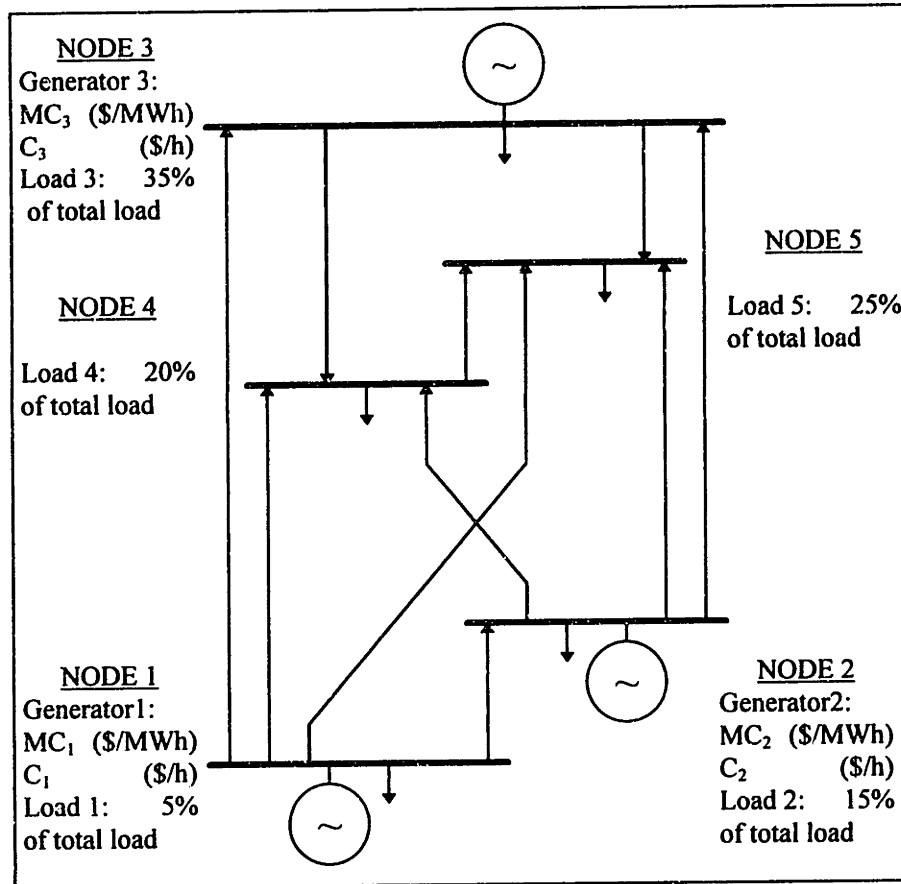 NODE 3
Generator 3:
MC₃ ($/MWh)
C₃ ($/h)
Load 3: 35%
of total load
~
NODE 5
Load 5: 25%
of total load
NODE 4
Load 4: 20%
of total load
NODE 1
Generator1:
MC₁ ($/MWh)
C₁ ($/h)
Load 1: 5%
of total load
~
~
NODE 2
Generator2:
MC₂ ($/MWh)
C₂ ($/h)
Load 2: 15%
of total load